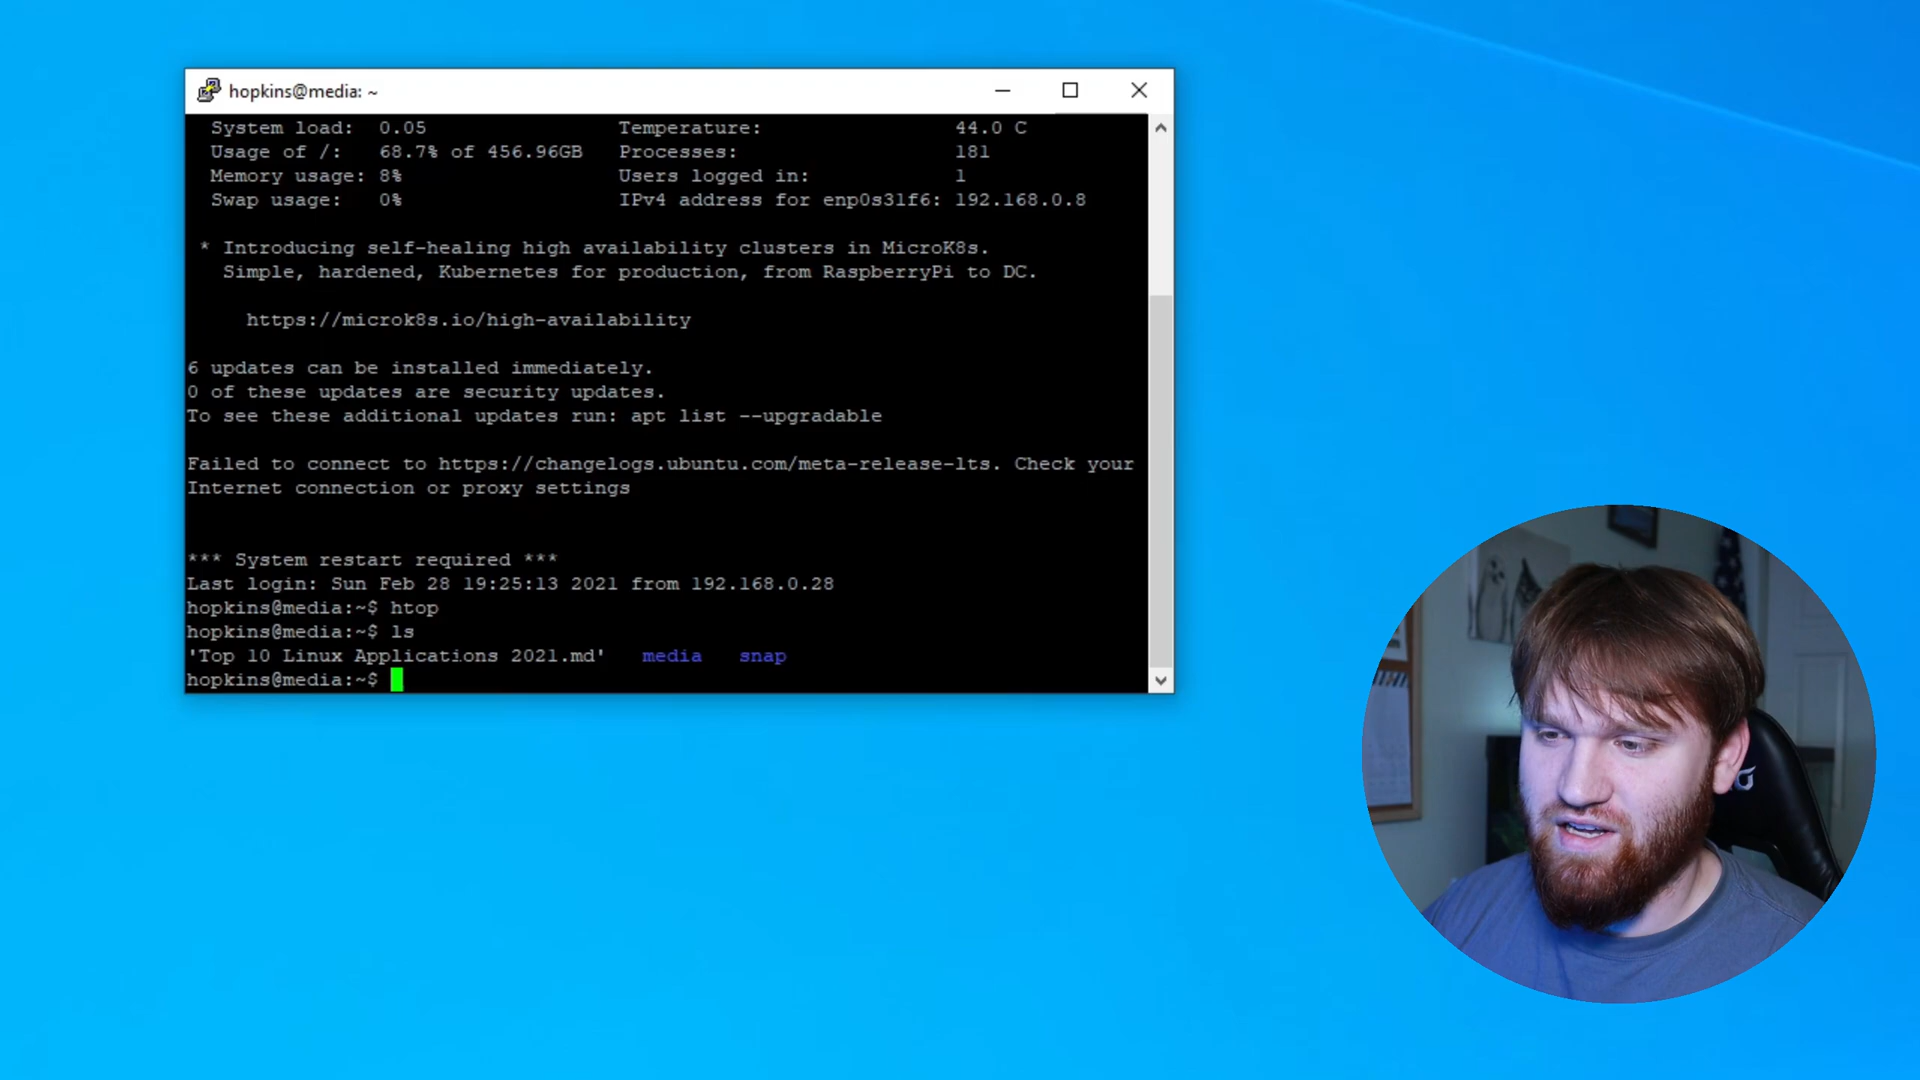 hopkins@media: ~
System load: 0.05 Temperature: 44.0 C
Usage of /: 68.7% of 456.96GB Processes: 181
Memory usage: 8% Users logged in: 1
Swap usage: 0% IPv4 address for enp0s31f6: 192.168.0.8
* Introducing self-healing high availability clusters in MicroK8s.
Simple, hardened, Kubernetes for production, from RaspberryPi to DC.
https://microk8s.io/high-availability
6 updates can be installed immediately.
0 of these updates are security updates.
To see these additional updates run: apt list --upgradable
Failed to connect to https://changelogs.ubuntu.com/meta-release-lts. Check your
Internet connection or proxy settings
*** System restart required ***
Last login: Sun Feb 28 19:25:13 2021 from 192.168.0.28
hopkins@media:~$ htop
hopkins@media:~$ ls
'Top 10 Linux Applications 2021.md' media snap
hopkins@media:~$